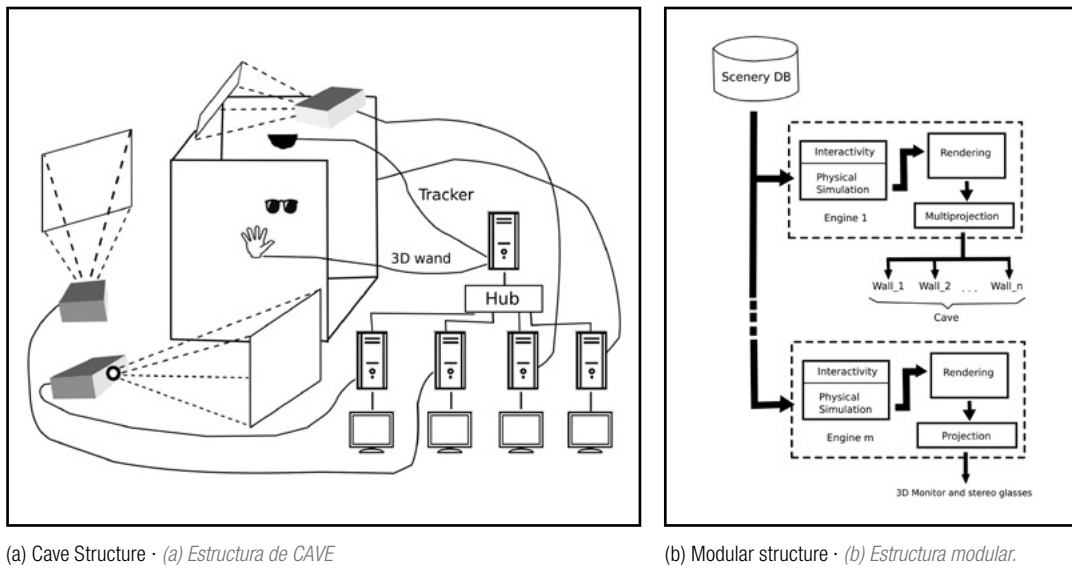 Tracker
3D wand
Hub
Scenery DB
Interactivity
Physical
Simulation
Engine 1
Rendering
Multiprojection
Wall_1 Wall_2 . . . Wall_n
Cave
Interactivity
Physical
Simulation
Engine m
Rendering
Projection
3D Monitor and stereo glasses
(a) Cave Structure · (a) Estructura de CAVE
(b) Modular structure · (b) Estructura modular.